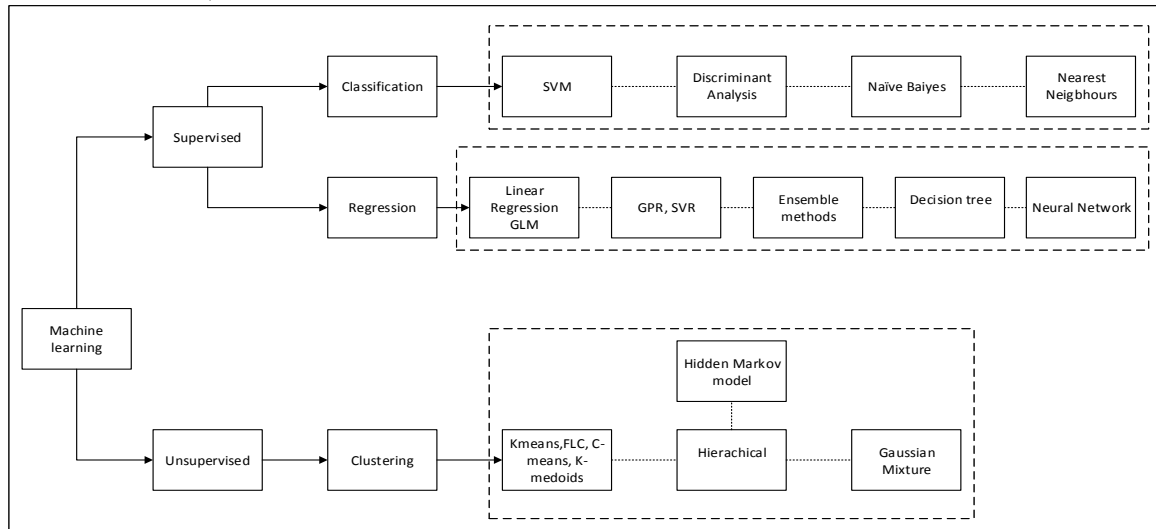 Classification
SVM
Discriminant
Analysis
Naïve Baiyes
Nearest
Neigbhours
Supervised
Regression
Linear
Regression
GLM
GPR, SVR
Ensemble
methods
Decision tree
Neural Network
Machine
learning
Hidden Markov
model
Unsupervised
Clustering
Kmeans,FLC, C-
means, K-
medoids
Hierachical
Gaussian
Mixture